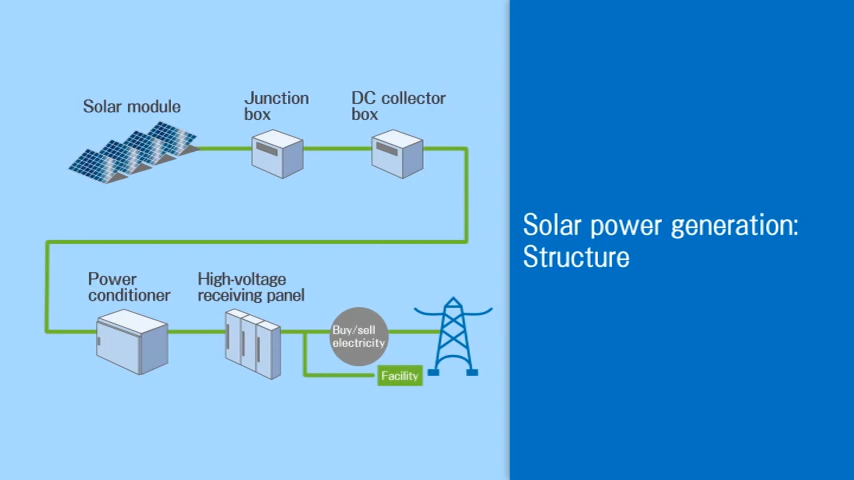 Solar module
Junction
box
DC collector
box
Power
conditioner
High-voltage
receiving panel
Buy/sell
electricity
Facility
Solar power generation:
Structure